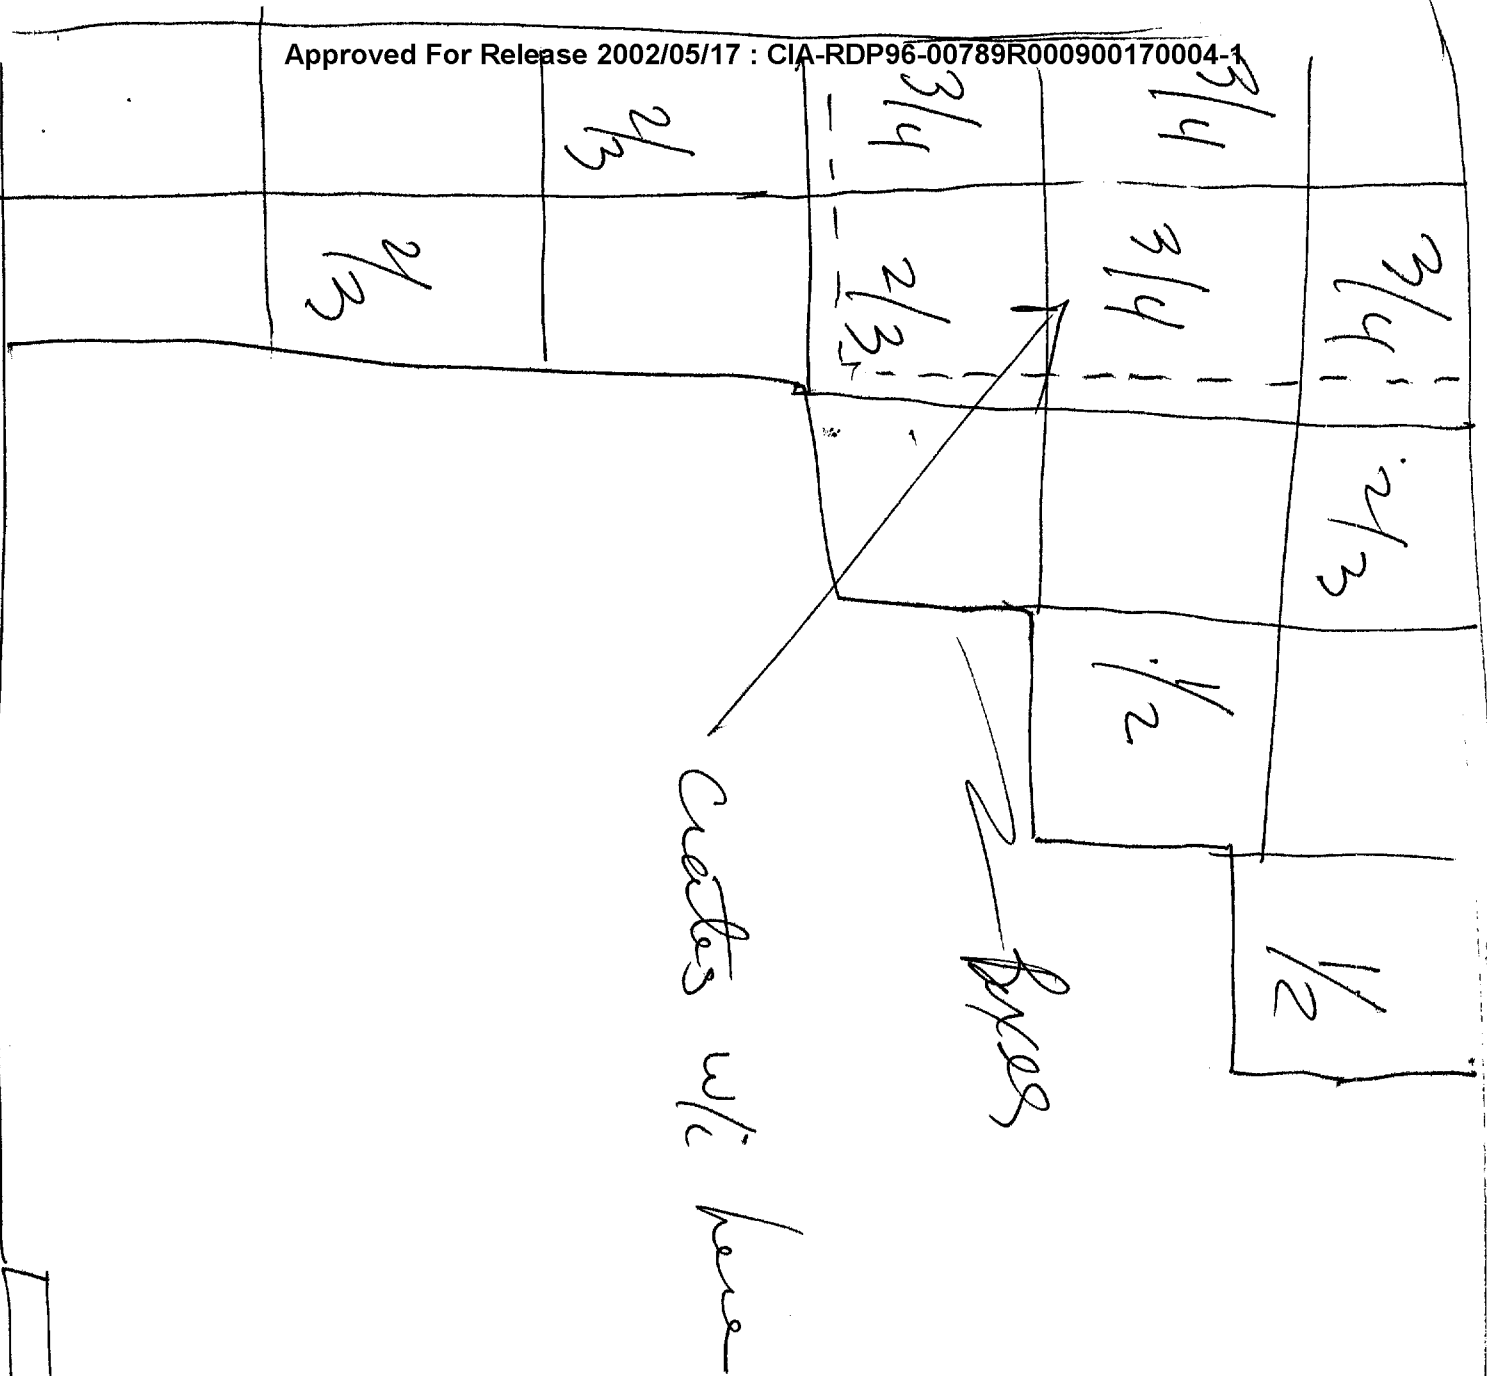 Approved For Release 2002/05/17 : CIA-RDP96-00789R000900170004-1
2/3 3/4 3/4
2/3 2/3 3/4 3/4
2/3
1/2
1/2
Boxes
Crates w/i here